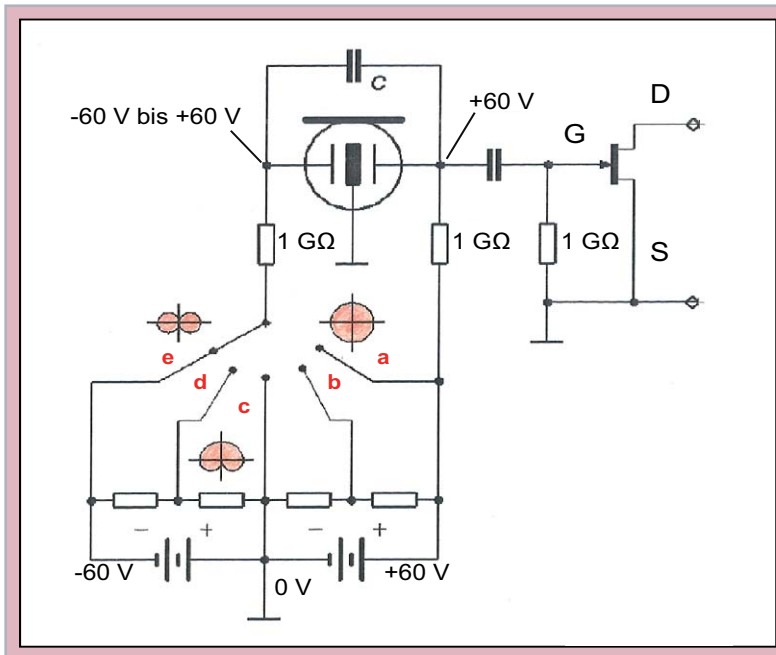 C
-60 V bis +60 V
+60 V
D
G
1 GΩ
1 GΩ
1 GΩ
S
e
a
d
b
c
− + − +
-60 V
0 V
+60 V